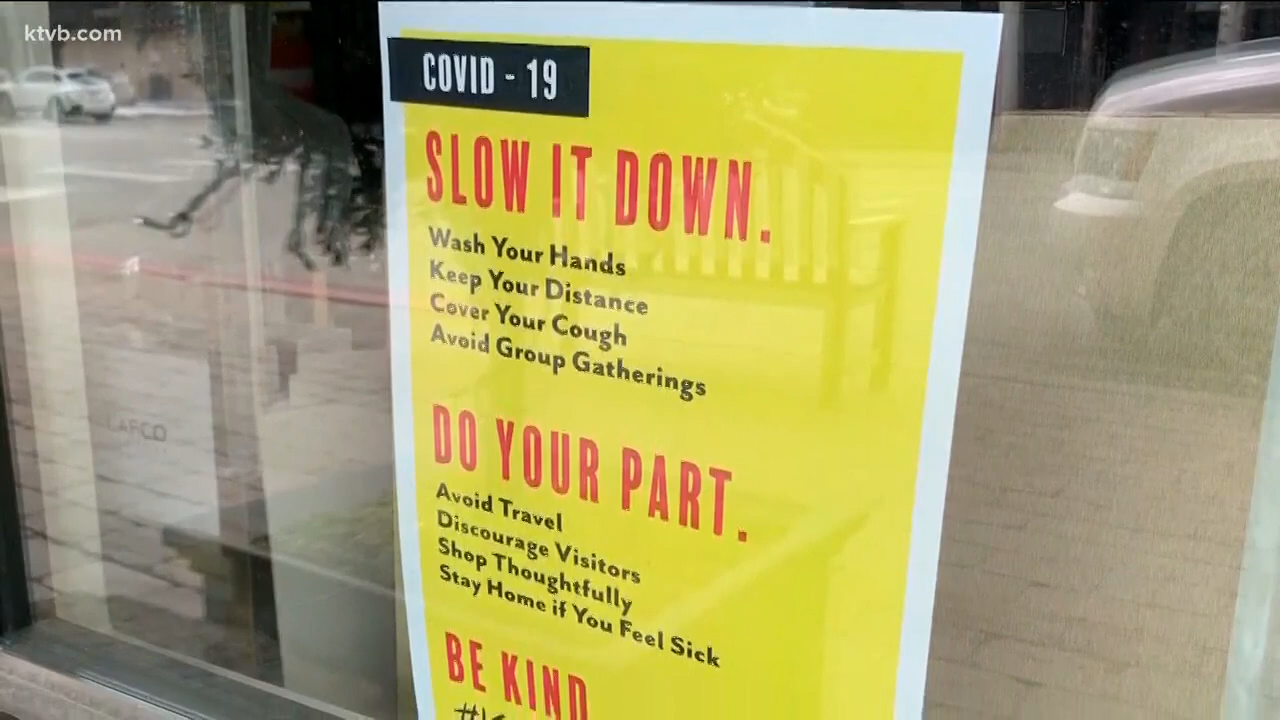 ktvb.com
COVID - 19
SLOW IT DOWN.
Wash Your Hands
Keep Your Distance
Cover Your Cough
Avoid Group Gatherings
DO YOUR PART.
Avoid Travel
Discourage Visitors
Shop Thoughtfully
Stay Home if You Feel Sick
BE KIND